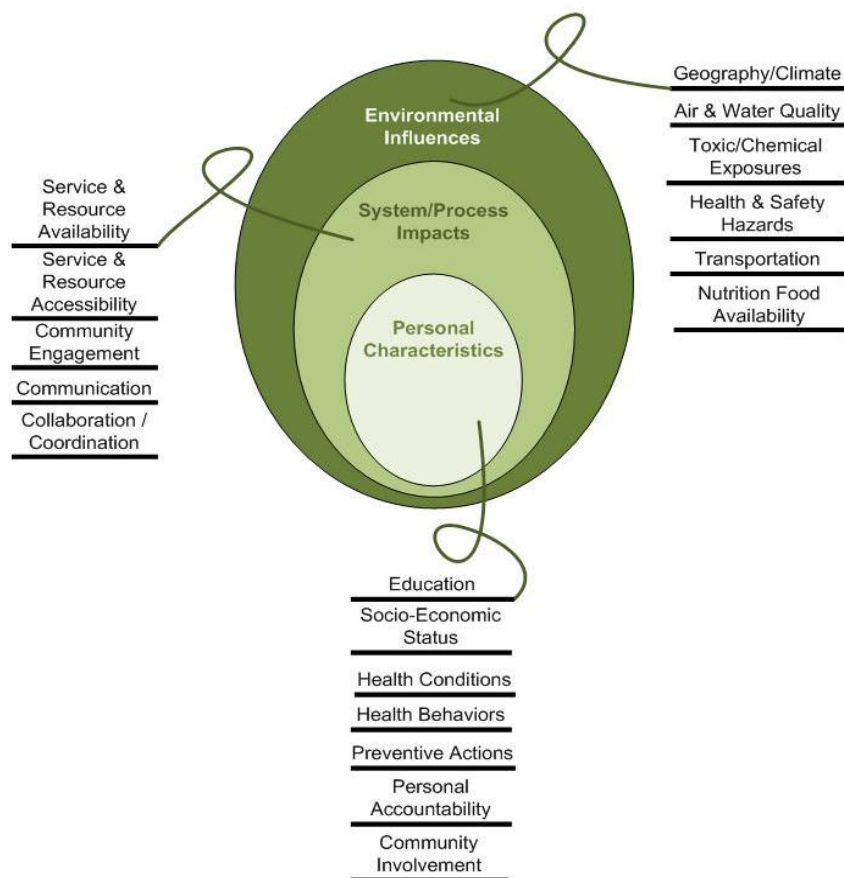 Environmental
Influences
System/Process
Impacts
Personal
Characteristics
Geography/Climate
Air & Water Quality
Toxic/Chemical
Exposures
Health & Safety
Hazards
Transportation
Nutrition Food
Availability
Service &
Resource
Availability
Service &
Resource
Accessibility
Community
Engagement
Communication
Collaboration /
Coordination
Education
Socio-Economic
Status
Health Conditions
Health Behaviors
Preventive Actions
Personal
Accountability
Community
Involvement